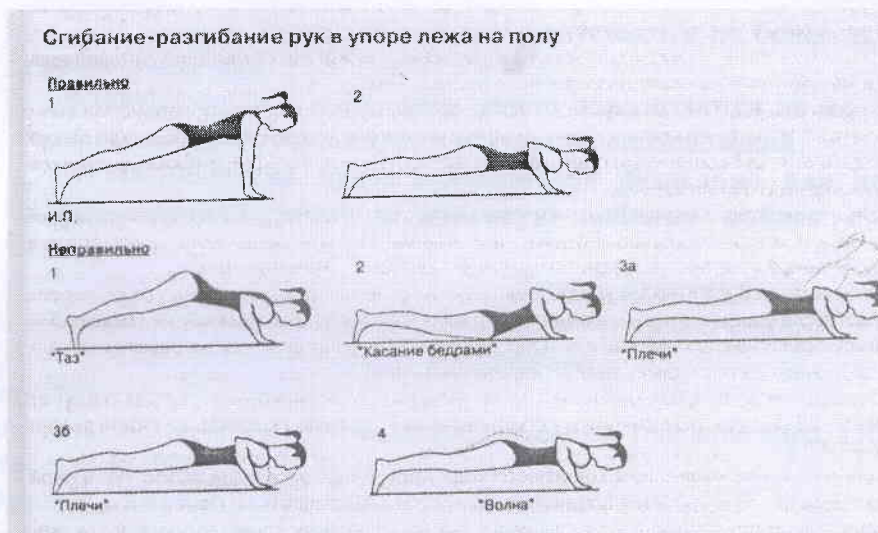 Сгибание-разгибание рук в упоре лежа на полу
Правильно
1
2
И.П
Неправильно
1
2
3а
"Таз"
"Касание бедрами"
"Плечи"
3б
4
"Плечи"
"Волна"